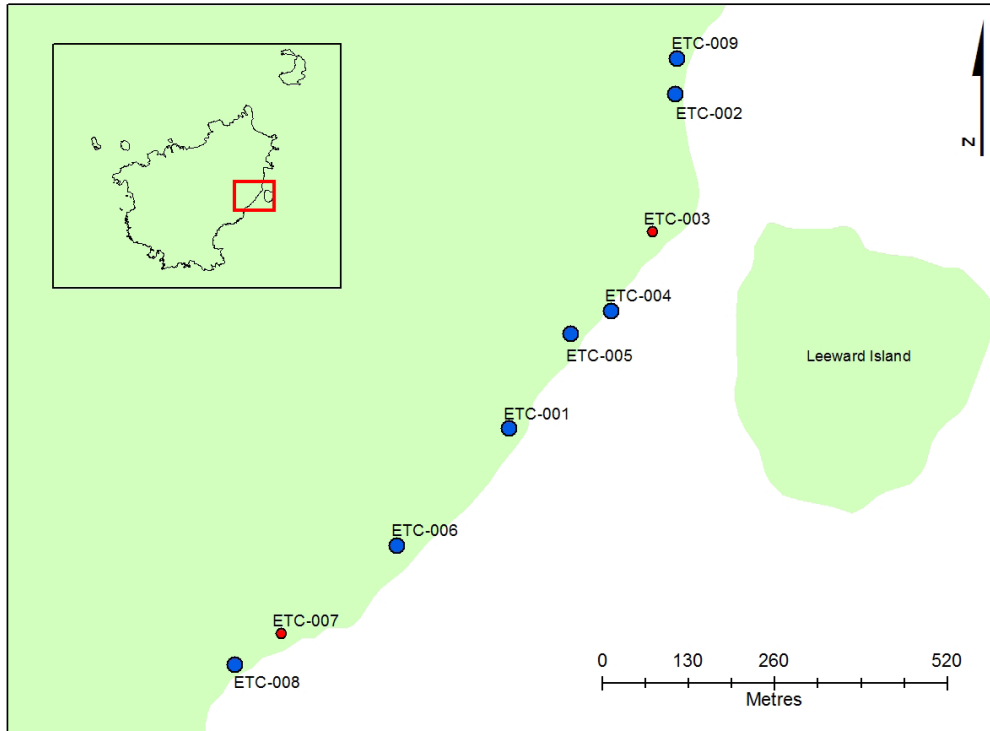 ETC-009
ETC-002
N
ETC-003
ETC-004
ETC-005
Leeward Island
ETC-001
ETC-006
ETC-007
ETC-008
0 130 260 520
Metres